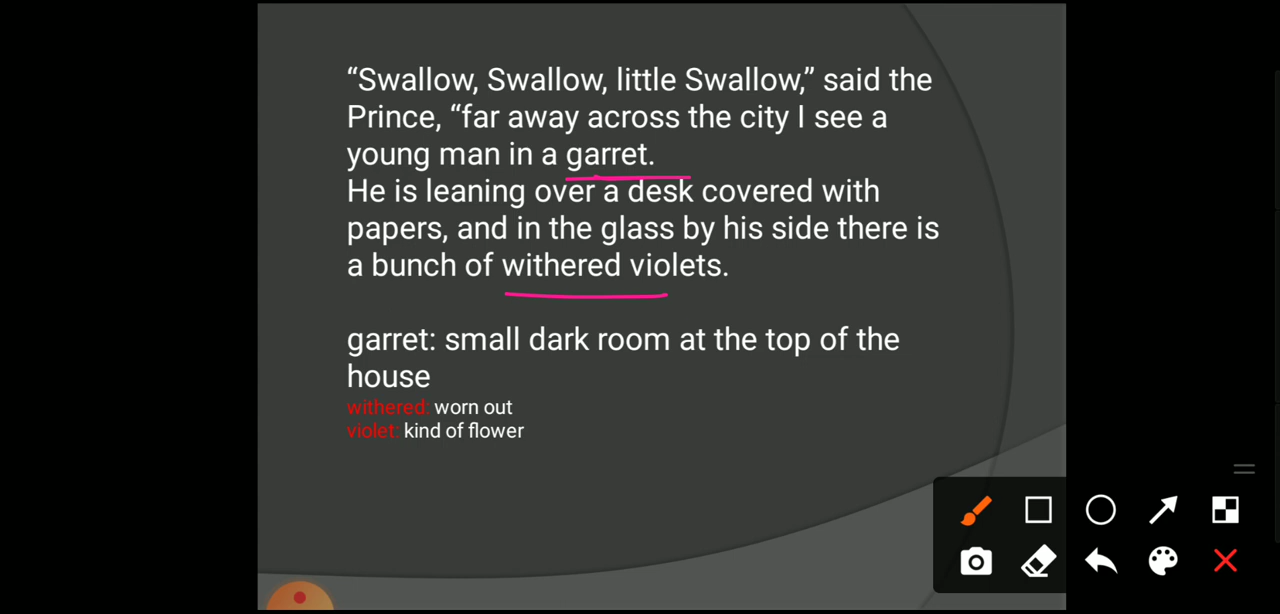 “Swallow, Swallow, little Swallow,” said the
Prince, “far away across the city I see a
young man in a garret.
He is leaning over a desk covered with
papers, and in the glass by his side there is
a bunch of withered violets.
garret: small dark room at the top of the
house
withered: worn out
violet: kind of flower